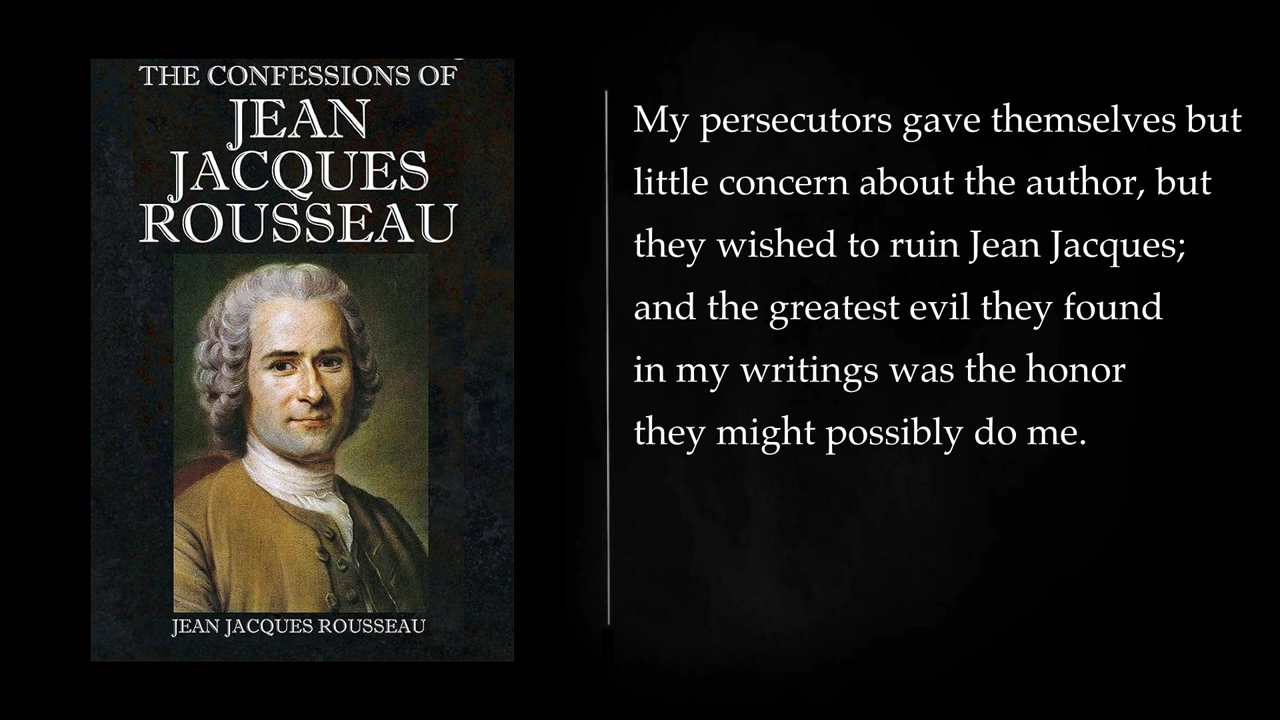 THE CONFESSIONS OF
JEAN
JACQUES
ROUSSEAU
JEAN JACQUES ROUSSEAU
My persecutors gave themselves but
little concern about the author, but
they wished to ruin Jean Jacques;
and the greatest evil they found
in my writings was the honor
they might possibly do me.